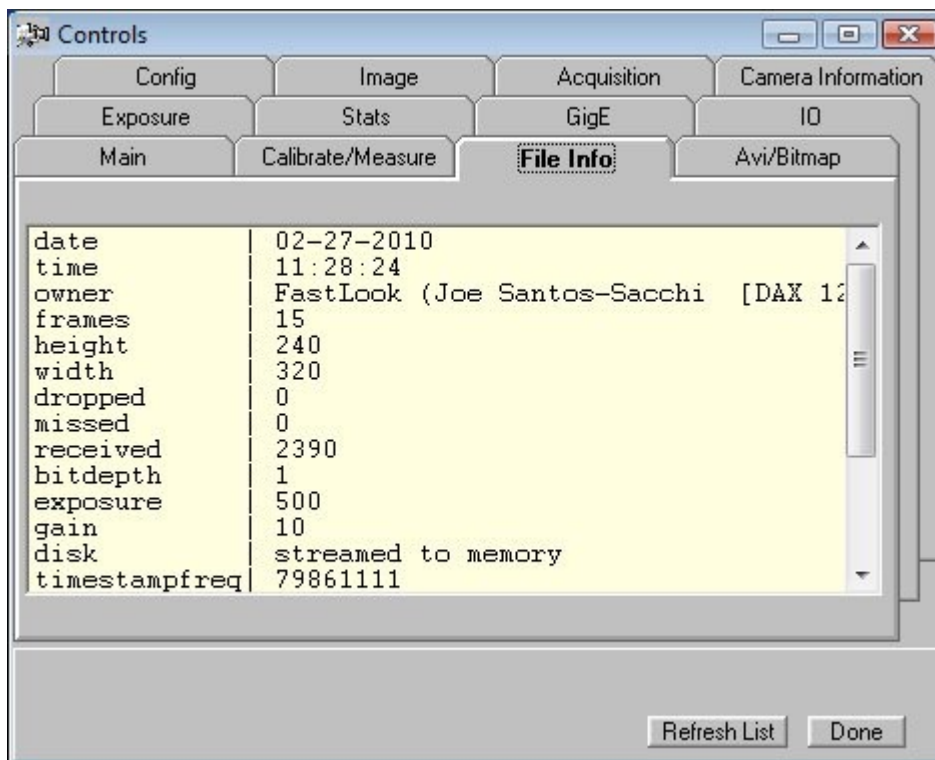 Controls
Config Image Acquisition Camera Information
Exposure Stats GigE IO
Main Calibrate/Measure File Info Avi/Bitmap
date | 02-27-2010
time | 11:28:24
owner | FastLook (Joe Santos-Sacchi [DAX 12
frames | 15
height | 240
width | 320
dropped | 0
missed | 0
received | 2390
bitdepth | 1
exposure | 500
gain | 10
disk | streamed to memory
timestampfreq| 79861111
Refresh List Done